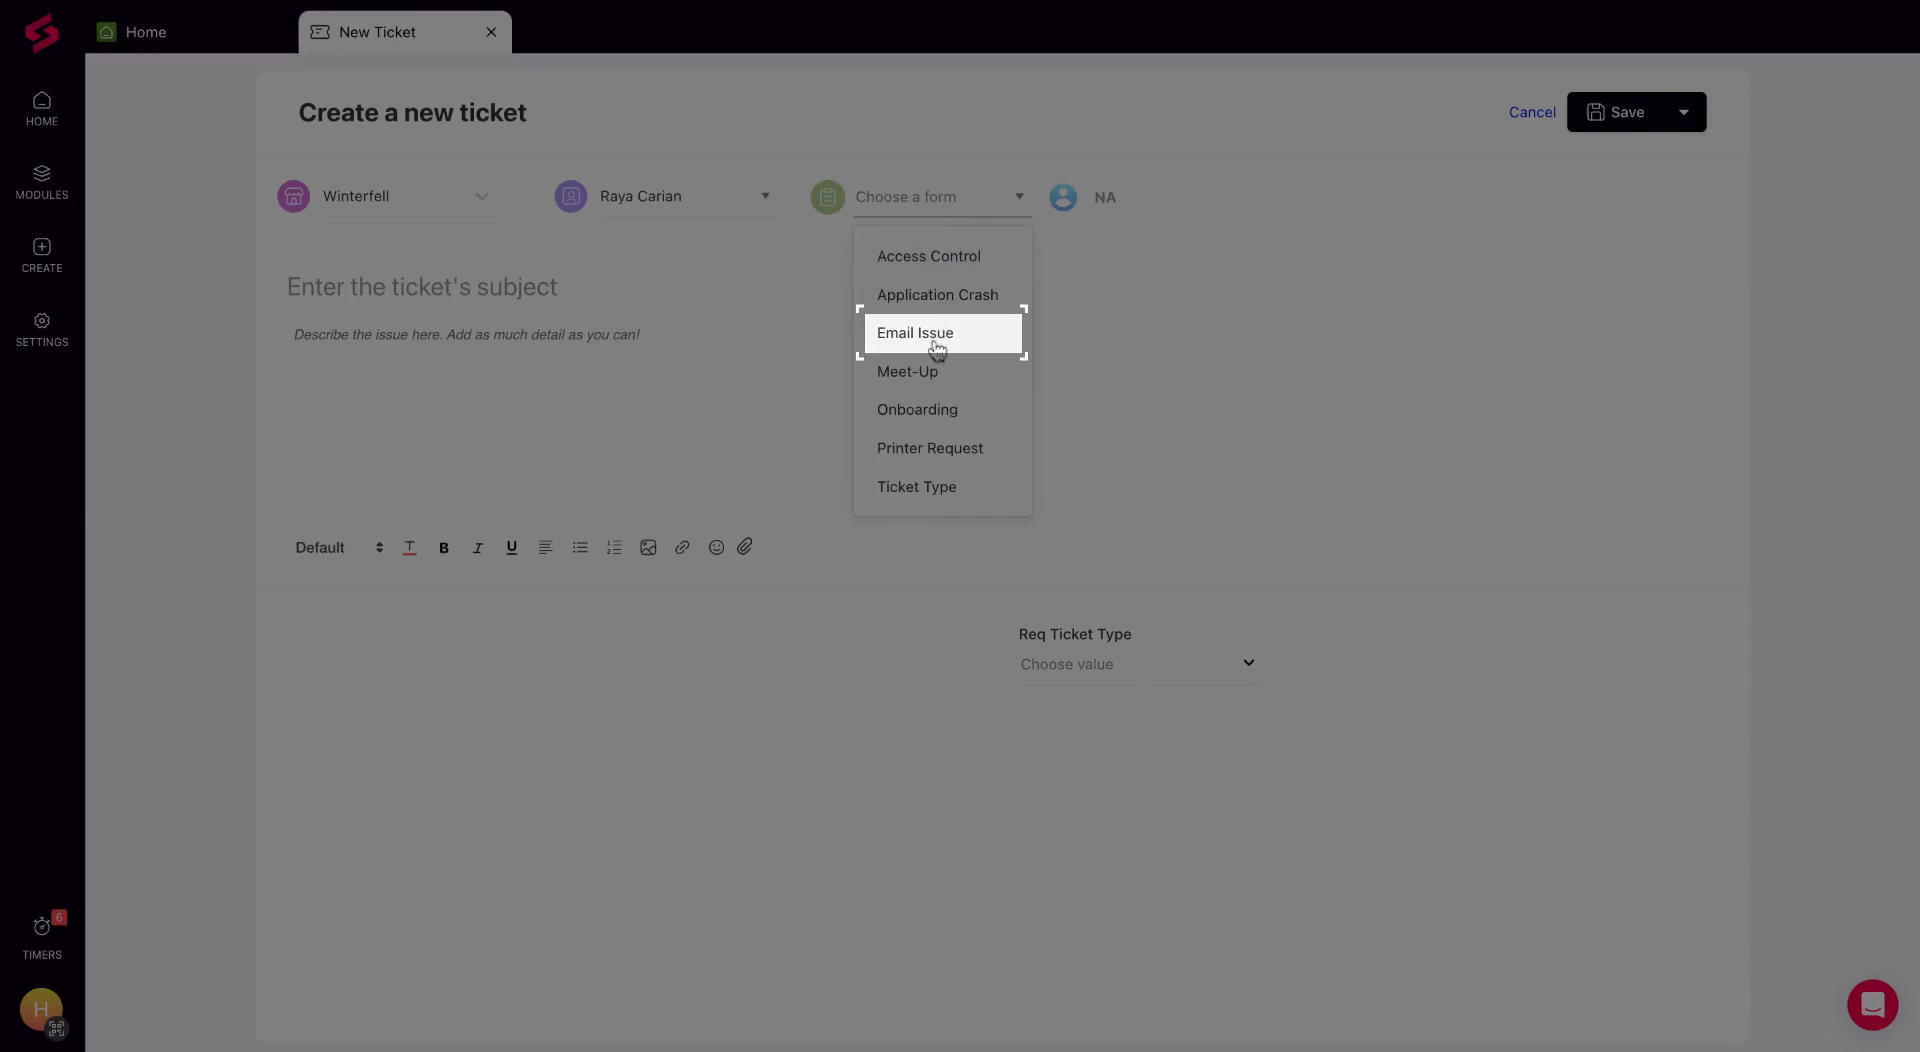 Home
New Ticket
HOME
MODULES
CREATE
SETTINGS
Create a new ticket
Cancel
Save
Winterfell
Raya Carian
Choose a form
NA
Access Control
Application Crash
Email Issue
Meet-Up
Onboarding
Printer Request
Ticket Type
Enter the ticket's subject
Describe the issue here. Add as much detail as you can!
Default
T B I U
Req Ticket Type
Choose value
6
TIMERS
H